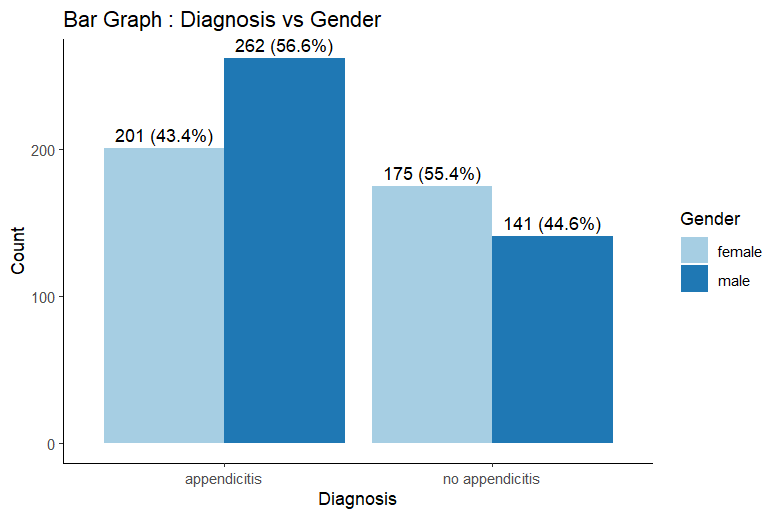 Bar Graph : Diagnosis vs Gender
262 (56.6%)
201 (43.4%)
175 (55.4%)
141 (44.6%)
200
100
0
Count
appendicitis
no appendicitis
Diagnosis
Gender
female
male